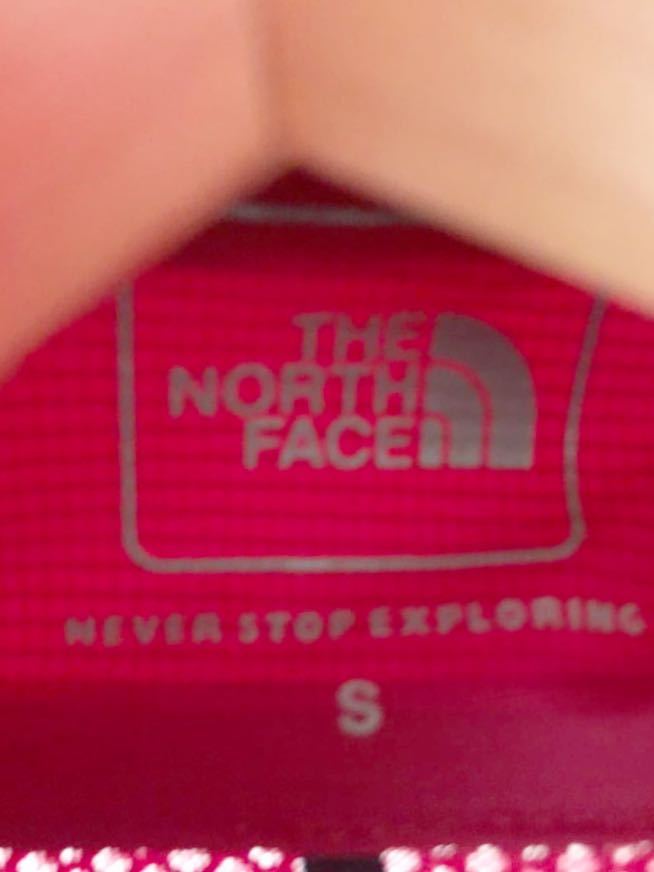 THE
NORTH
FACE
NEVER STOP EXPLORING
S